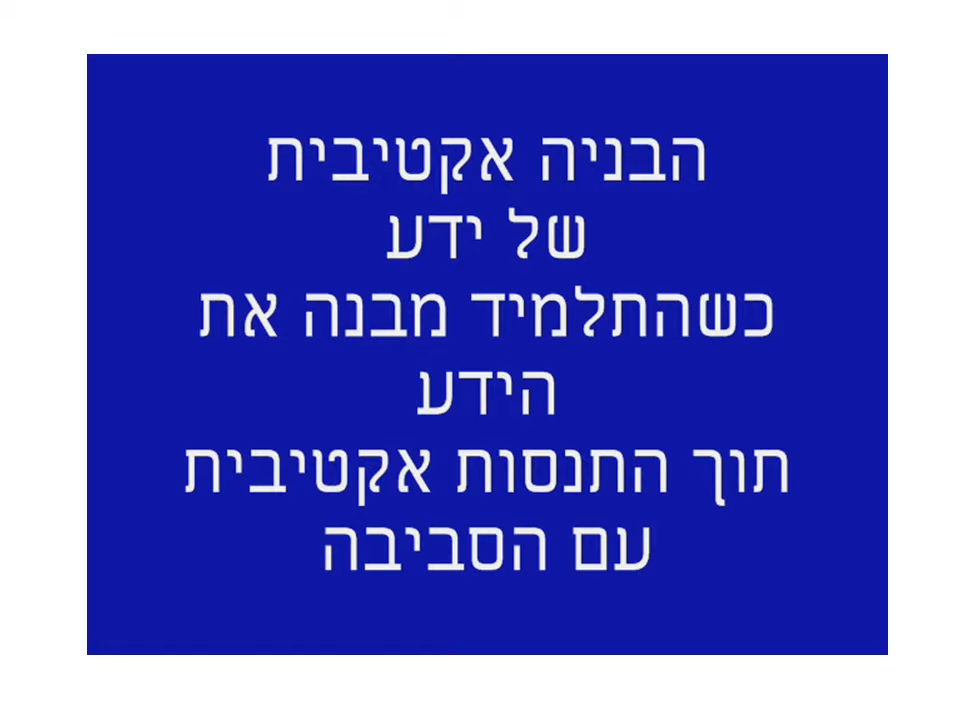 הבניה אקטיבית
של ידע
כשהתלמיד מבנה את
הידע
תוך התנסות אקטיבית
עם הסביבה